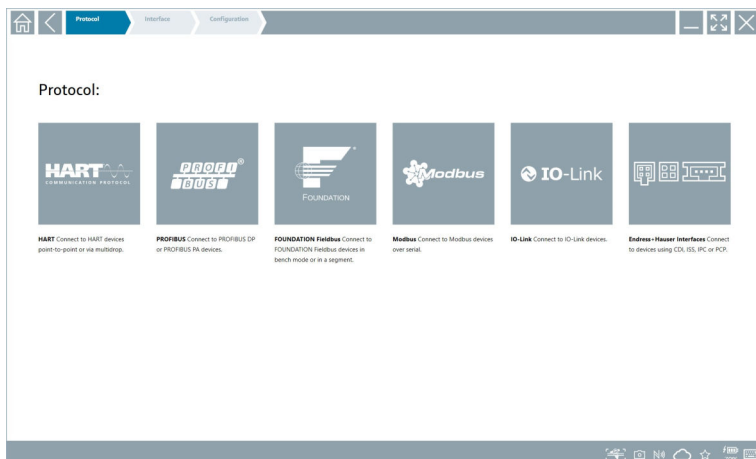 Protocol
Interface
Configuration
Protocol:
HART
COMMUNICATION PROTOCOL
PROFI®
BUS
FOUNDATION
Modbus
IO-Link
HART Connect to HART devices
point-to-point or via multidrop.
PROFIBUS Connect to PROFIBUS DP
or PROFIBUS PA devices.
FOUNDATION Fieldbus Connect to
FOUNDATION Fieldbus devices in
bench mode or in a segment.
Modbus Connect to Modbus devices
over serial.
IO-Link Connect to IO-Link devices.
Endress+Hauser Interfaces Connect
to devices using CDI, ISS, IPC or PCP.